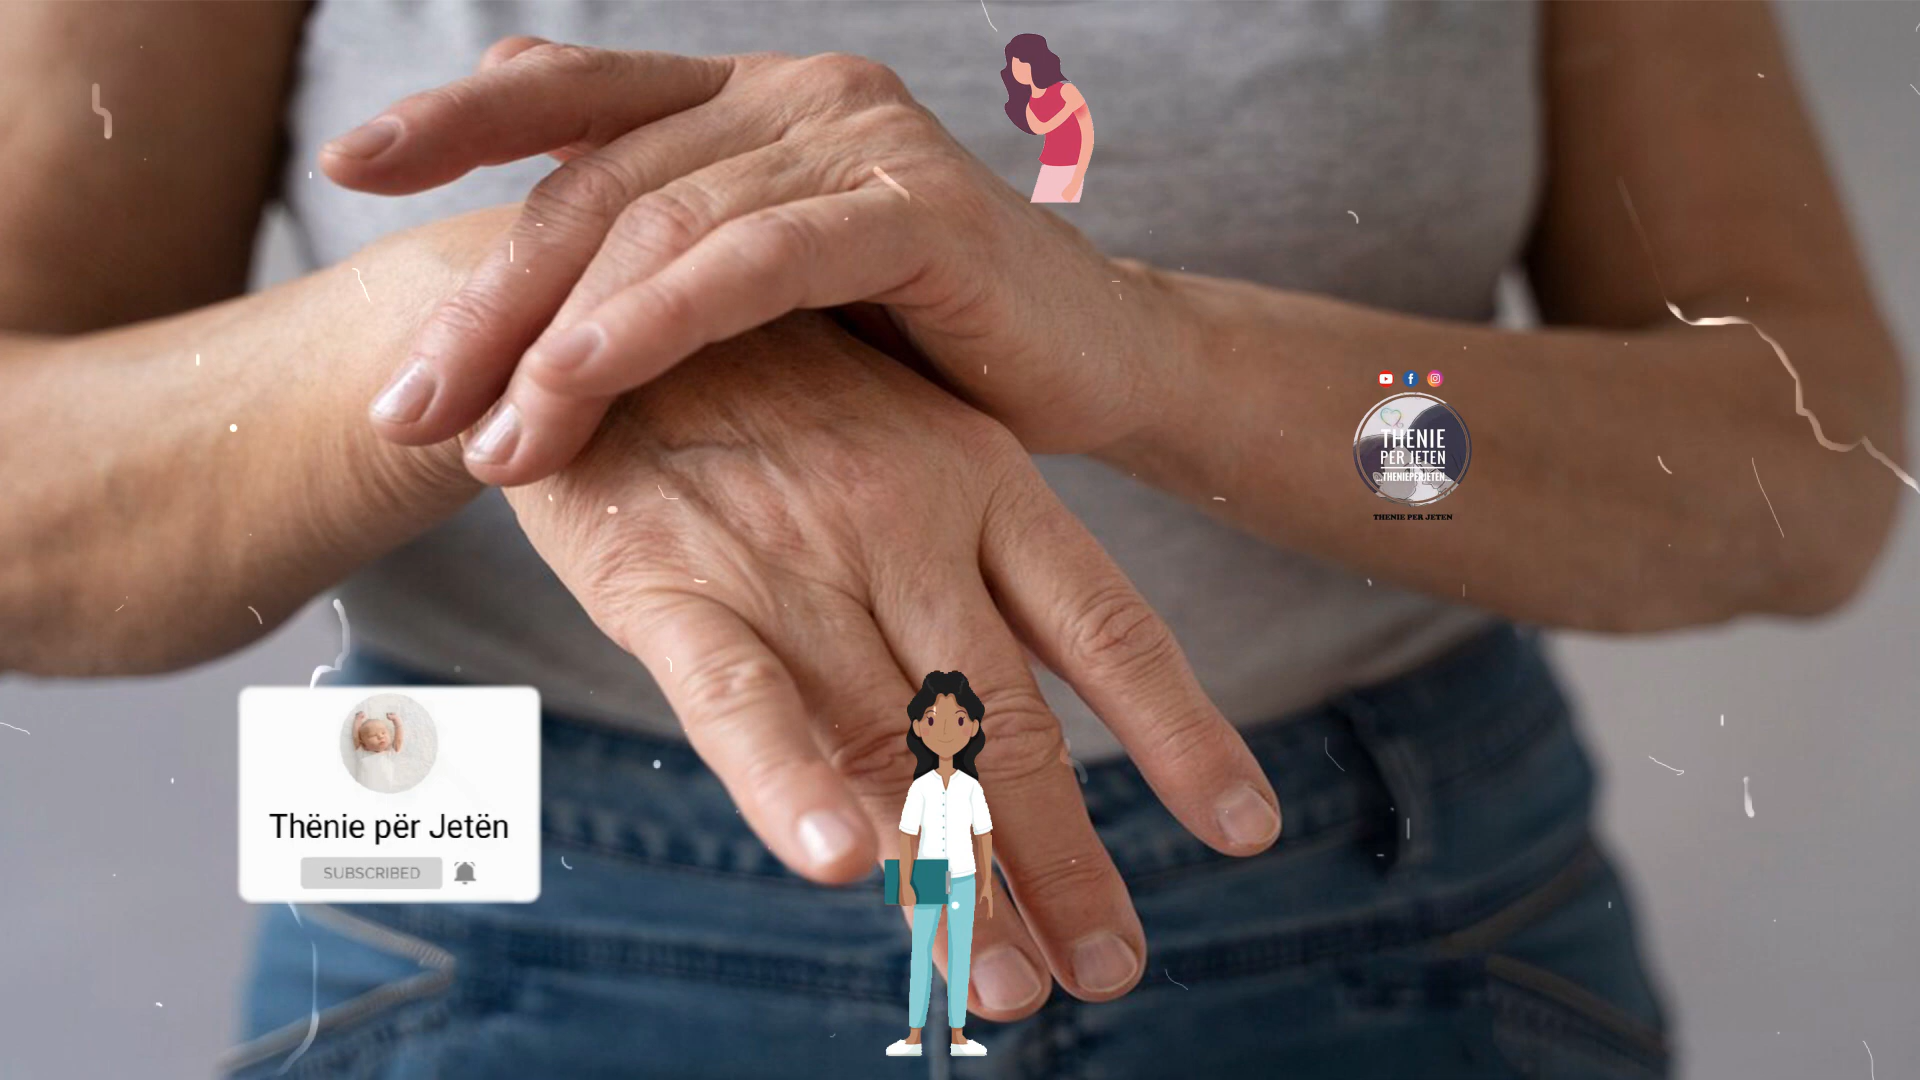 THENIE
PER JETEN
...THENIEPERJETEN...
THENIE PER JETEN
Thënie për Jetën
SUBSCRIBED